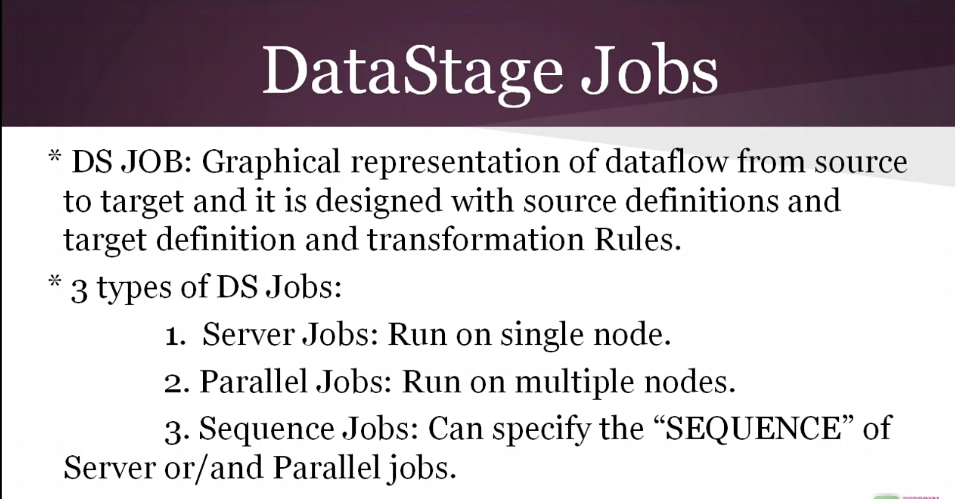 DataStage Jobs
* DS JOB: Graphical representation of dataflow from source
to target and it is designed with source definitions and
target definition and transformation Rules.
* 3 types of DS Jobs:
1. Server Jobs: Run on single node.
2. Parallel Jobs: Run on multiple nodes.
3. Sequence Jobs: Can specify the “SEQUENCE” of
Server or/and Parallel jobs.